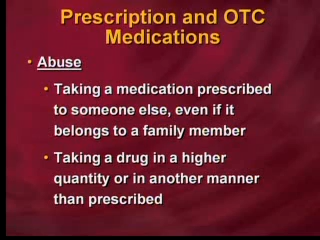 Prescription and OTC
Medications
• Abuse
• Taking a medication prescribed
to someone else, even if it
belongs to a family member
• Taking a drug in a higher
quantity or in another manner
than prescribed